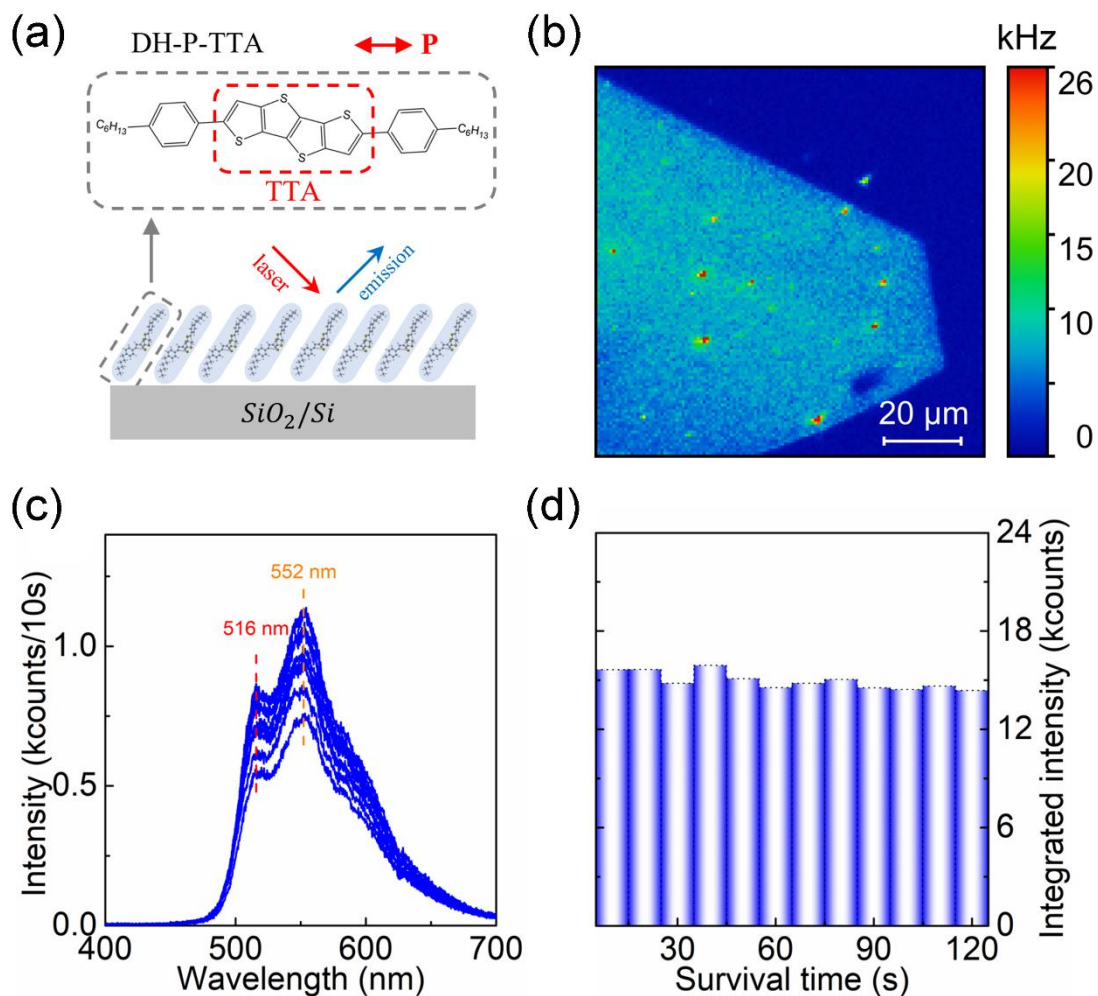 (a)
DH-P-TTA
P
C6H13
S
S
S
S
C6H13
TTA
laser
emission
SiO2/Si
(b)
kHz
26
20
15
10
0
20 μm
(c)
1.0
0.5
0.0
Intensity (kcounts/10s)
516 nm
552 nm
400
500
600
700
Wavelength (nm)
(d)
24
18
12
6
0
Integrated intensity (kcounts)
30
60
90
120
Survival time (s)